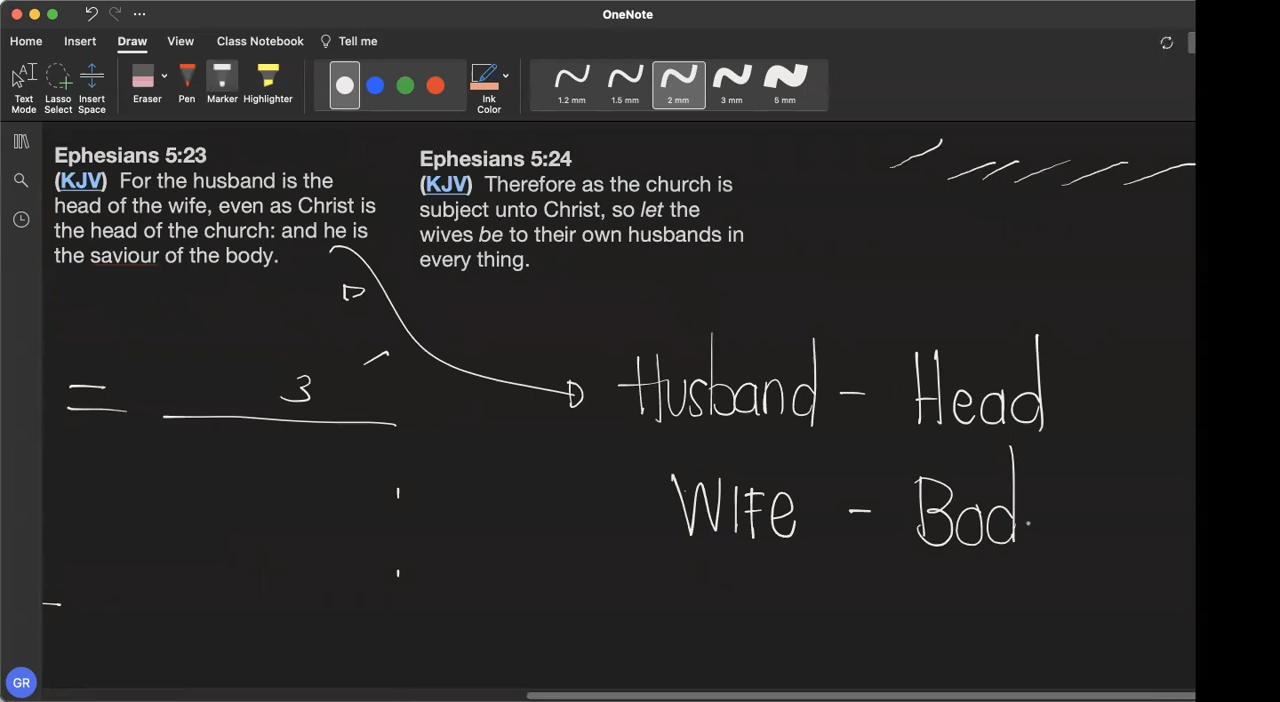 OneNote
Home Insert Draw View Class Notebook Tell me
Text Mode
Lasso Select
Insert Space
Eraser
Pen
Marker
Highlighter
Ink Color
1.2 mm
1.5 mm
2 mm
3 mm
5 mm
Ephesians 5:23
(KJV) For the husband is the
head of the wife, even as Christ is
the head of the church: and he is
the saviour of the body.
Ephesians 5:24
(KJV) Therefore as the church is
subject unto Christ, so let the
wives be to their own husbands in
every thing.
= 3
Husband - Head
Wife - Bod
GR